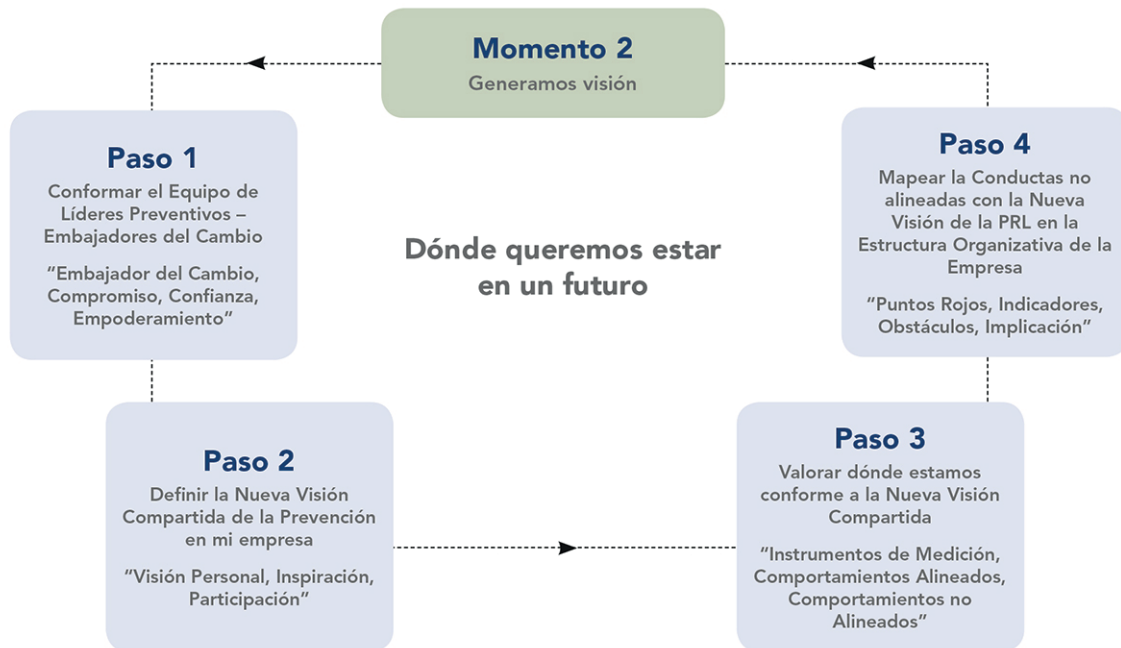 Momento 2
Generamos visión
Paso 1
Conformar el Equipo de
Líderes Preventivos –
Embajadores del Cambio
“Embajador del Cambio,
Compromiso, Confianza,
Empoderamiento“
Dónde queremos estar
en un futuro
Paso 4
Mapear la Conductas no
alineadas con la Nueva
Visión de la PRL en la
Estructura Organizativa de la
Empresa
“Puntos Rojos, Indicadores,
Obstáculos, Implicación”
Paso 2
Definir la Nueva Visión
Compartida de la Prevención
en mi empresa
“Visión Personal, Inspiración,
Participación”
Paso 3
Valorar dónde estamos
conforme a la Nueva Visión
Compartida
“Instrumentos de Medición,
Comportamientos Alineados,
Comportamientos no
Alineados”